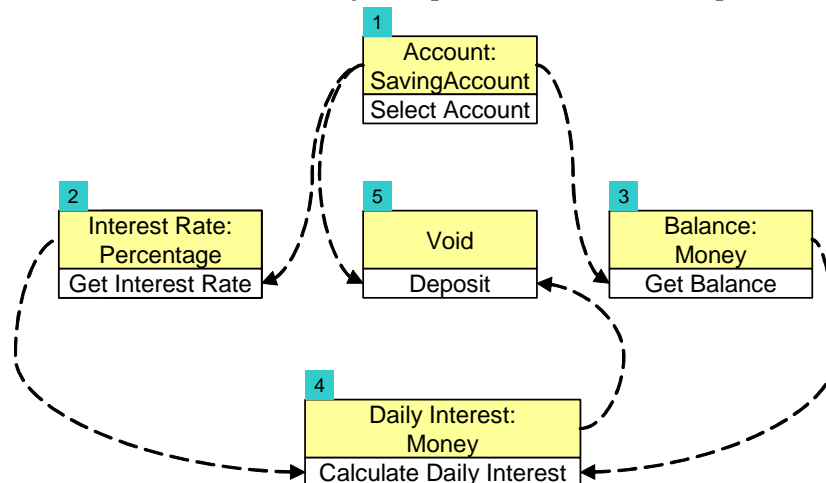 1
Account:
SavingAccount
Select Account
2
Interest Rate:
Percentage
Get Interest Rate
5
Void
Deposit
3
Balance:
Money
Get Balance
4
Daily Interest:
Money
Calculate Daily Interest